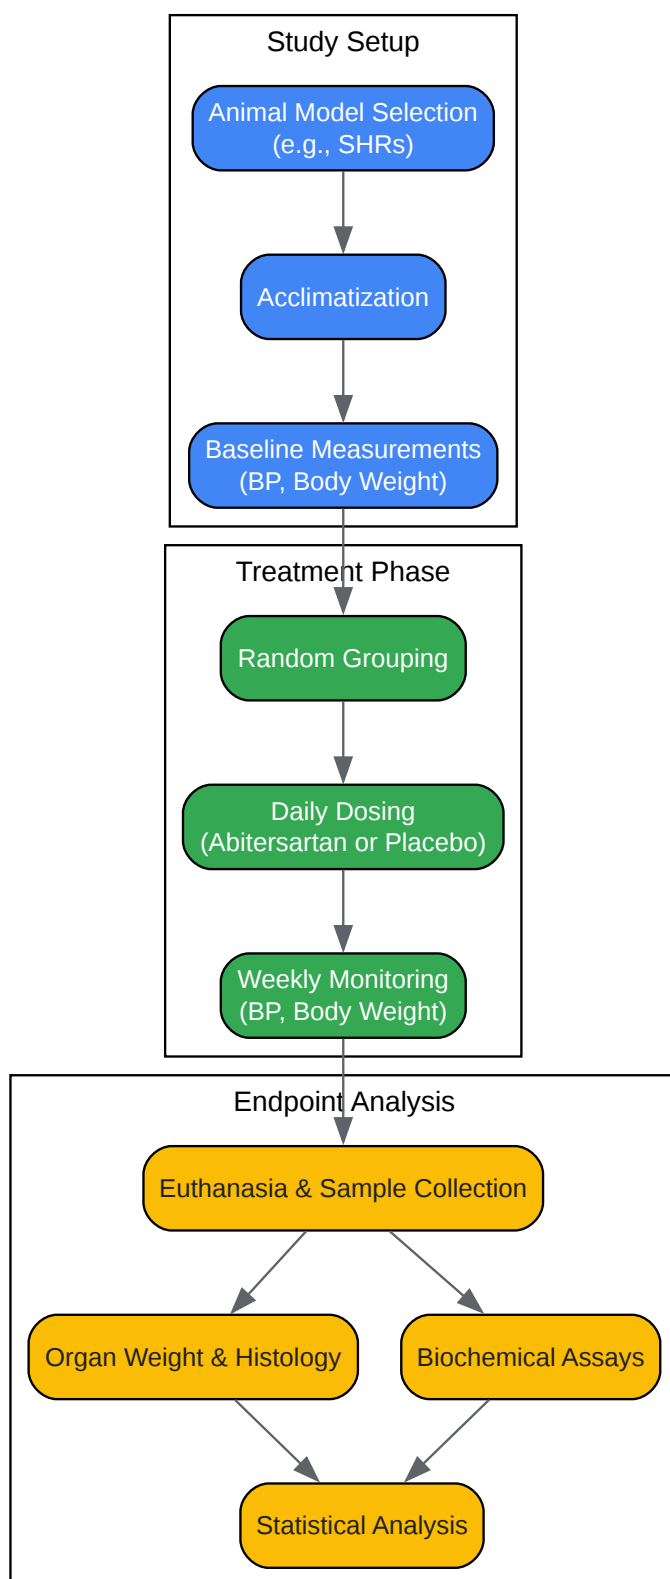 Study Setup
Animal Model Selection
(e.g., SHRs)
Acclimatization
Baseline Measurements
(BP, Body Weight)
Treatment Phase
Random Grouping
Daily Dosing
(Abitersartan or Placebo)
Weekly Monitoring
(BP, Body Weight)
Endpoint Analysis
Euthanasia & Sample Collection
Organ Weight & Histology
Biochemical Assays
Statistical Analysis